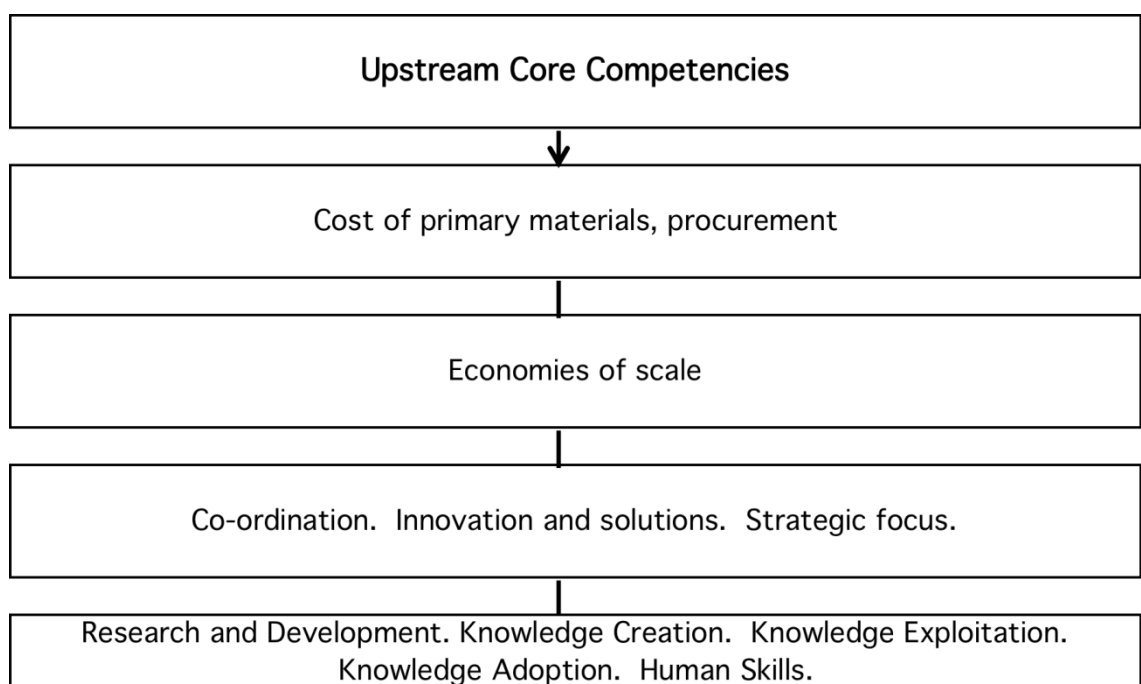 Upstream Core Competencies
Cost of primary materials, procurement
Economies of scale
Co-ordination.  Innovation and solutions.  Strategic focus.
Research and Development. Knowledge Creation.  Knowledge Exploitation.
Knowledge Adoption.  Human Skills.